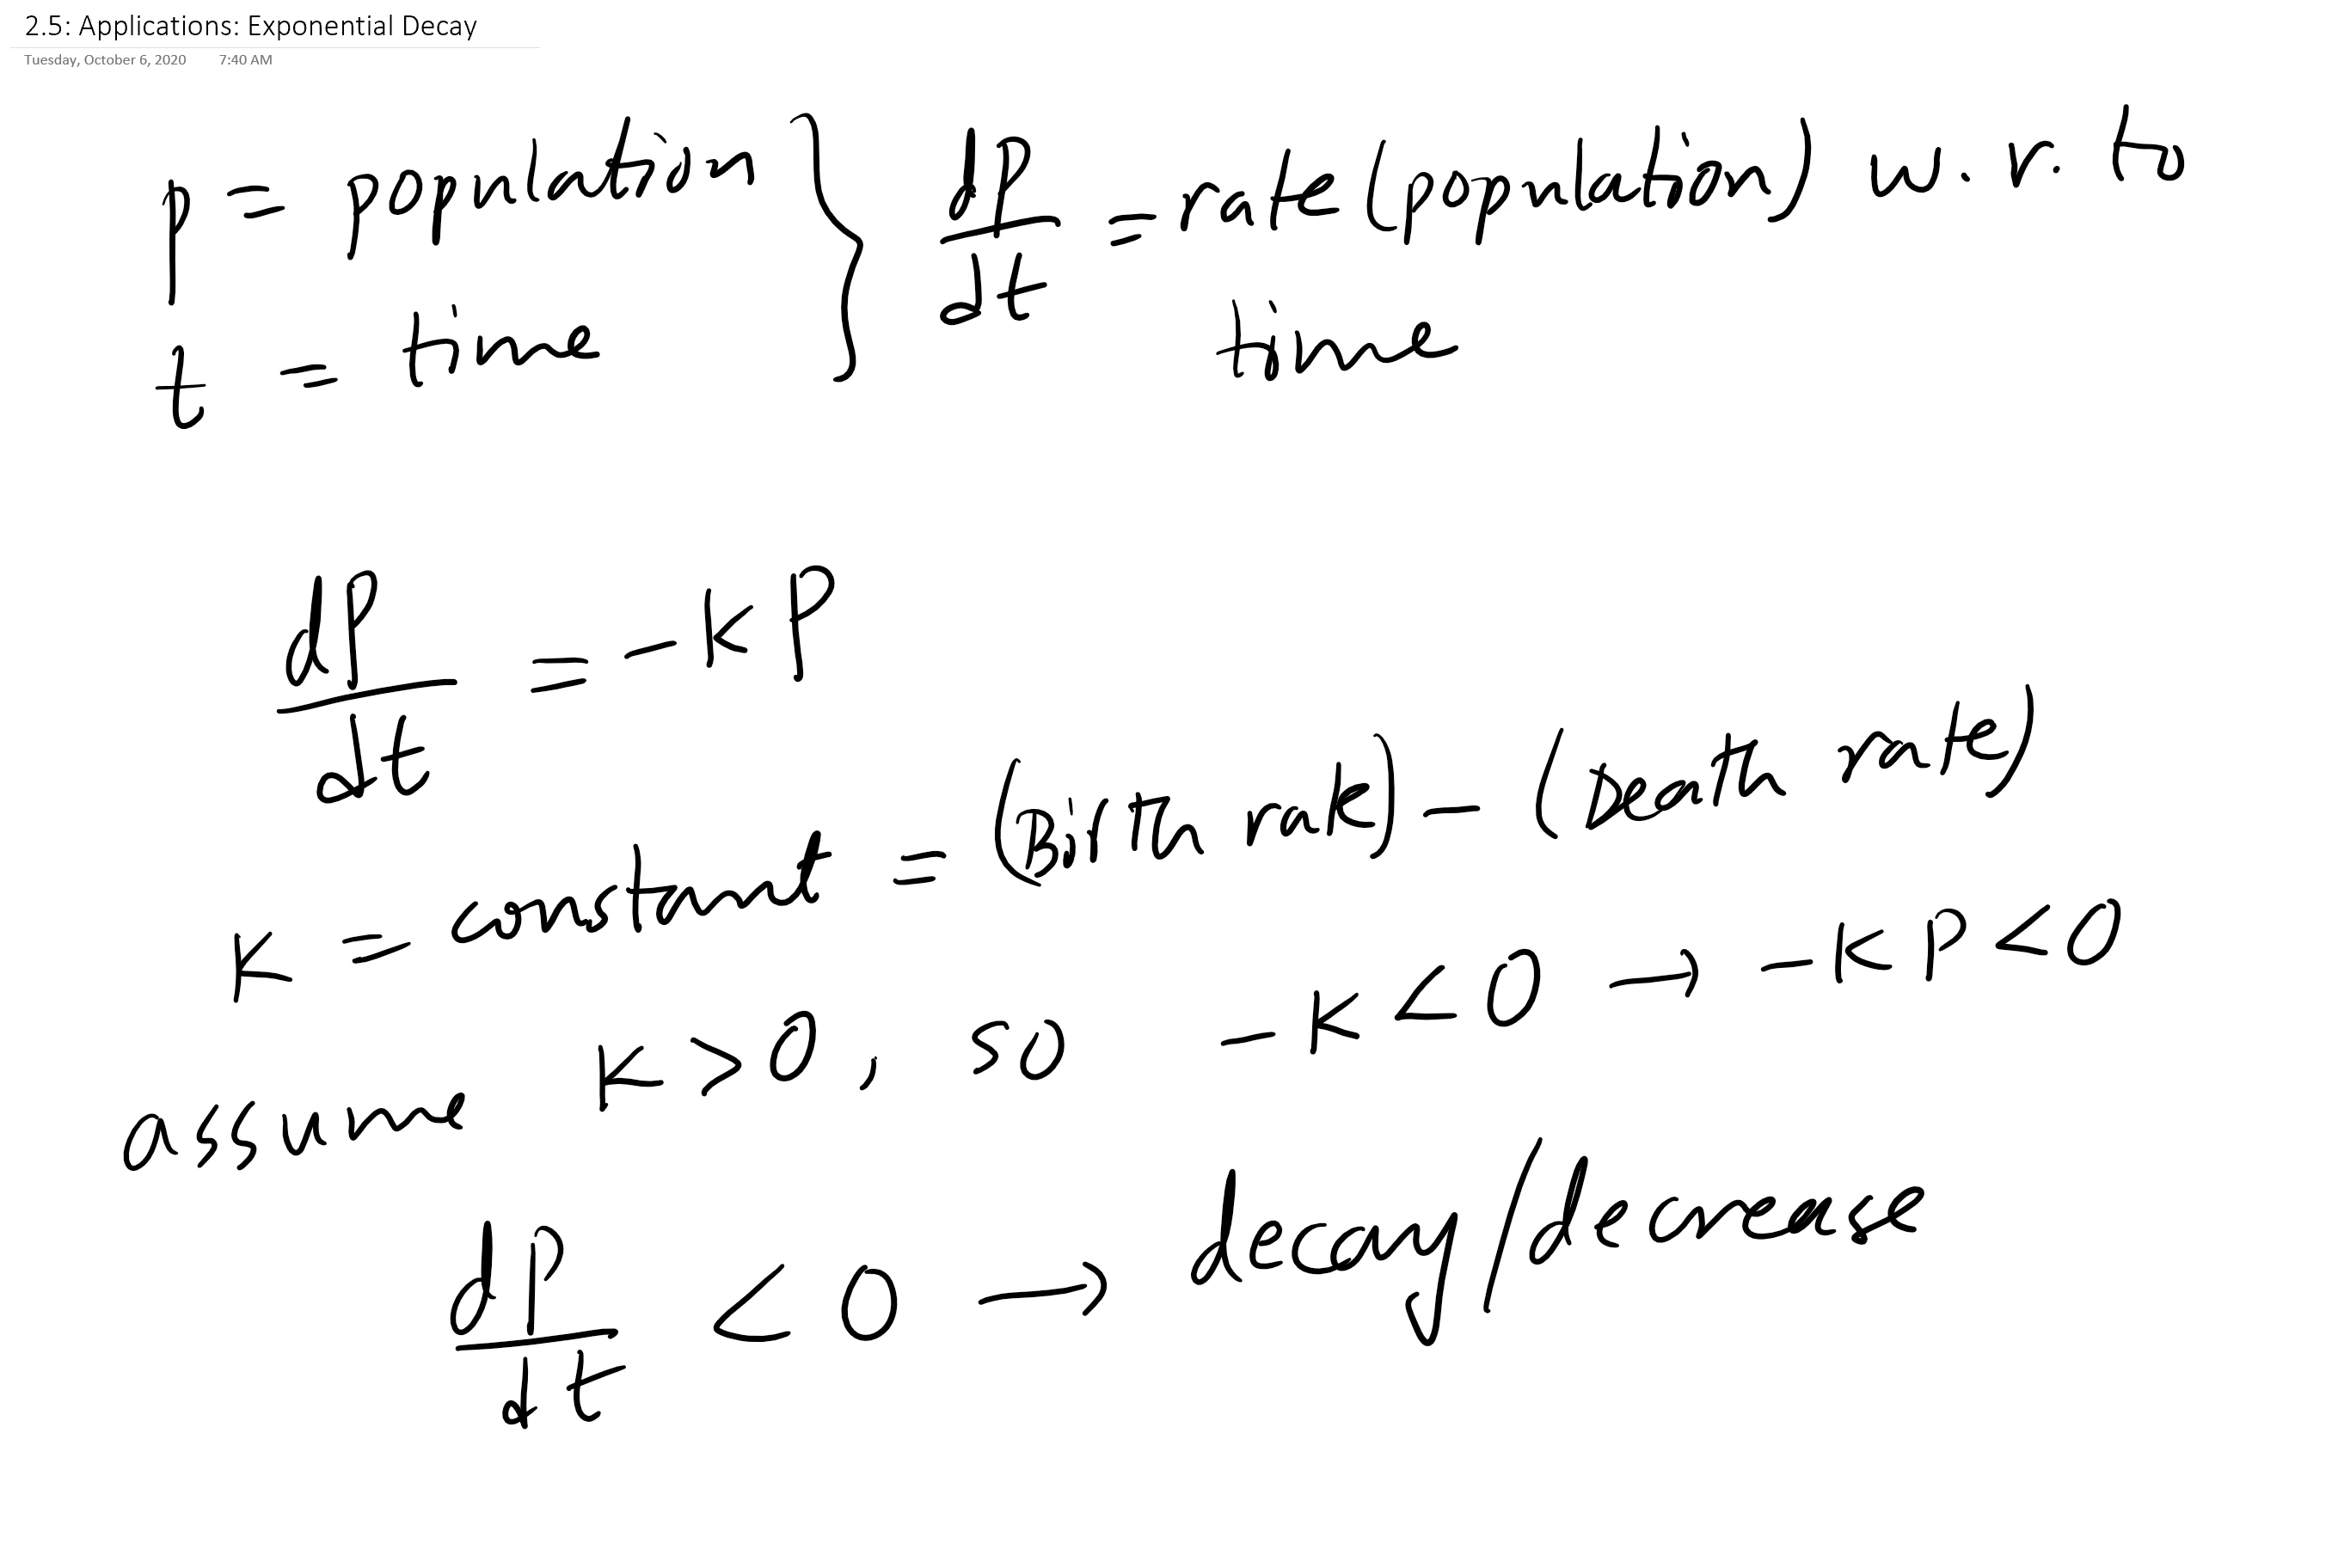 2.5: Applications: Exponential Decay
Tuesday, October 6, 2020 7:40 AM
P = population } dP/dt = rate (population) w.r. to
t = time time
dP/dt = -kP
K = constant = (Birth rate) - (Death rate)
assume K > 0, so -K < 0 → -KP < 0
dP/dt < 0 → decay/decrease